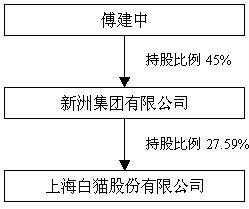 傅建中
持股比例 45%
新洲集团有限公司
持股比例 27.59%
上海白猫股份有限公司